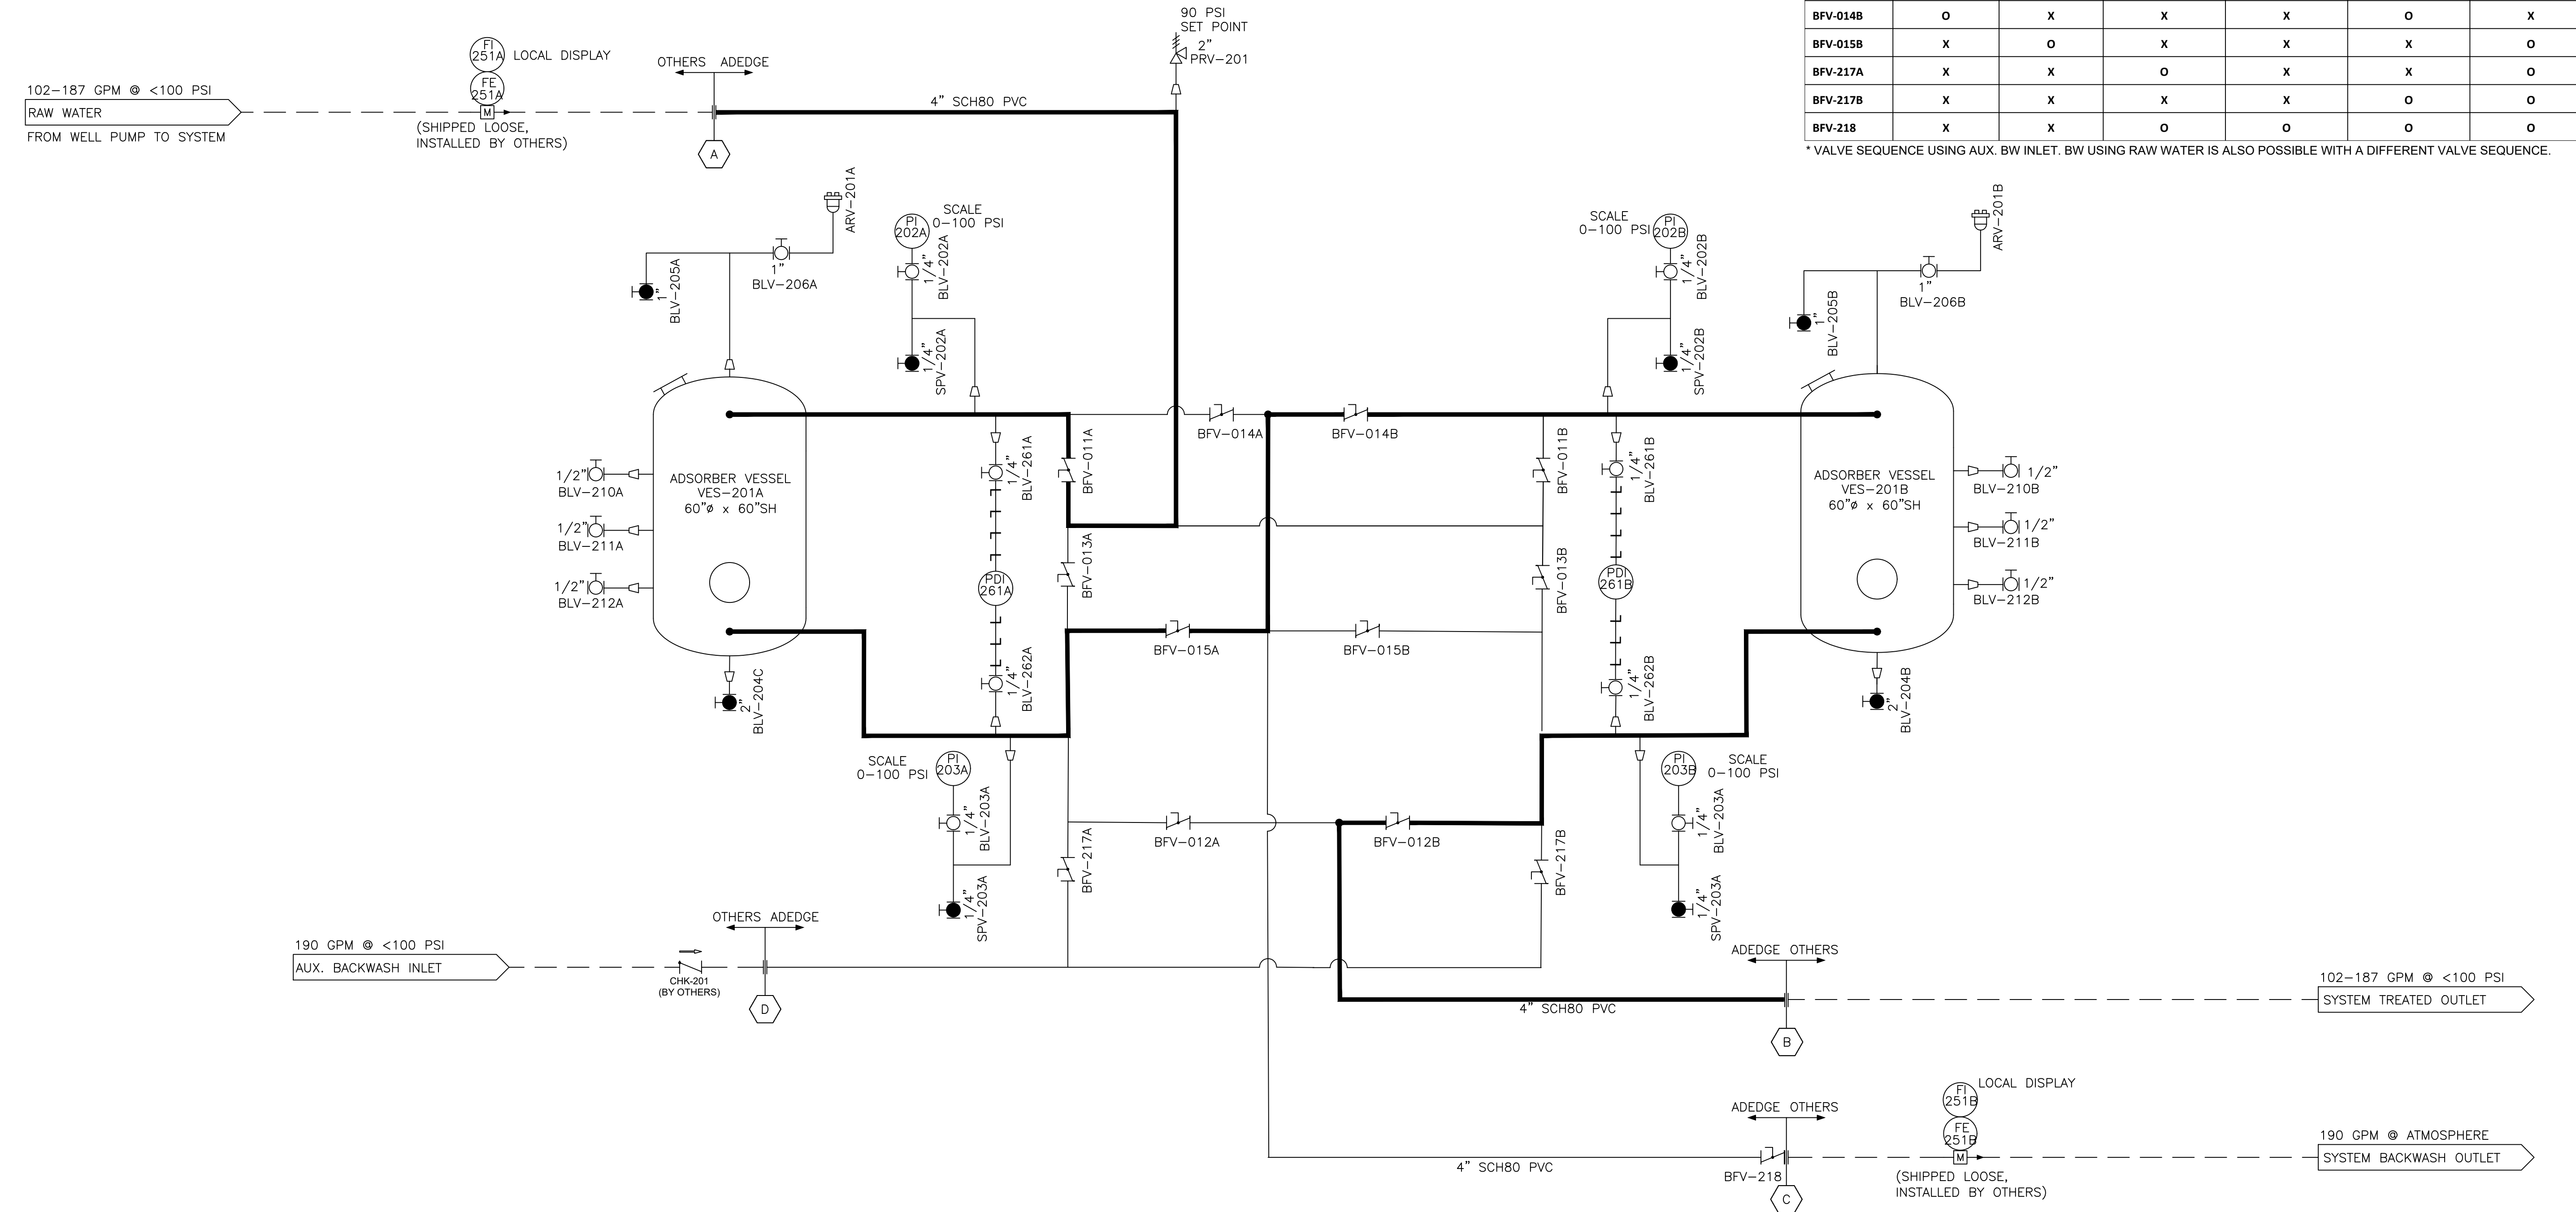 90 PSI
SET POINT
2"
PRV-201
BFV-014B O X X X O X
BFV-015B X O X X X O
BFV-217A X X O X X O
BFV-217B X X X X O O
BFV-218 X X O O O O
* VALVE SEQUENCE USING AUX. BW INLET. BW USING RAW WATER IS ALSO POSSIBLE WITH A DIFFERENT VALVE SEQUENCE.
FI
251A
LOCAL DISPLAY
FE
251A
M
(SHIPPED LOOSE,
INSTALLED BY OTHERS)
102-187 GPM @ <100 PSI
RAW WATER
FROM WELL PUMP TO SYSTEM
OTHERS ADEDGE
A
4" SCH80 PVC
ARV-201A
1"
BLV-206A
1"
BLV-205A
PI
202A
SCALE
0-100 PSI
1/4"
BLV-202A
1/4"
SPV-202A
SCALE
0-100 PSI
PI
202B
1/4"
BLV-202B
1/4"
SPV-202B
ARV-201B
1"
BLV-206B
1"
BLV-205B
ADSORBER VESSEL
VES-201A
60"ø x 60"SH
1/2"
BLV-210A
1/2"
BLV-211A
1/2"
BLV-212A
2"
BLV-204C
1/4"
BLV-261A
PDI
261A
1/4"
BLV-262A
BFV-011A
BFV-013A
BFV-014A
BFV-014B
BFV-015A
BFV-015B
BFV-011B
BFV-013B
1/4"
BLV-261B
PDI
261B
1/4"
BLV-262B
ADSORBER VESSEL
VES-201B
60"ø x 60"SH
1/2"
BLV-210B
1/2"
BLV-211B
1/2"
BLV-212B
2"
BLV-204B
SCALE
0-100 PSI
PI
203A
1/4"
BLV-203A
1/4"
SPV-203A
BFV-217A
BFV-012A
BFV-012B
BFV-217B
PI
203B
SCALE
0-100 PSI
1/4"
BLV-203A
1/4"
SPV-203A
190 GPM @ <100 PSI
AUX. BACKWASH INLET
CHK-201
(BY OTHERS)
OTHERS ADEDGE
D
ADEDGE OTHERS
4" SCH80 PVC
B
102-187 GPM @ <100 PSI
SYSTEM TREATED OUTLET
ADEDGE OTHERS
4" SCH80 PVC
BFV-218
C
FI
251B
LOCAL DISPLAY
FE
251B
M
(SHIPPED LOOSE,
INSTALLED BY OTHERS)
190 GPM @ ATMOSPHERE
SYSTEM BACKWASH OUTLET